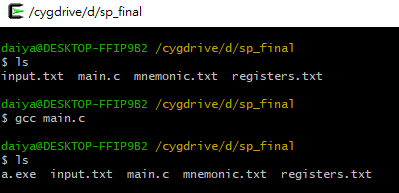 /cygdrive/d/sp_final
daiya@DESKTOP-FFIP9B2 /cygdrive/d/sp_final
$ ls
input.txt main.c mnemonic.txt registers.txt
daiya@DESKTOP-FFIP9B2 /cygdrive/d/sp_final
$ gcc main.c
daiya@DESKTOP-FFIP9B2 /cygdrive/d/sp_final
$ ls
a.exe input.txt main.c mnemonic.txt registers.txt